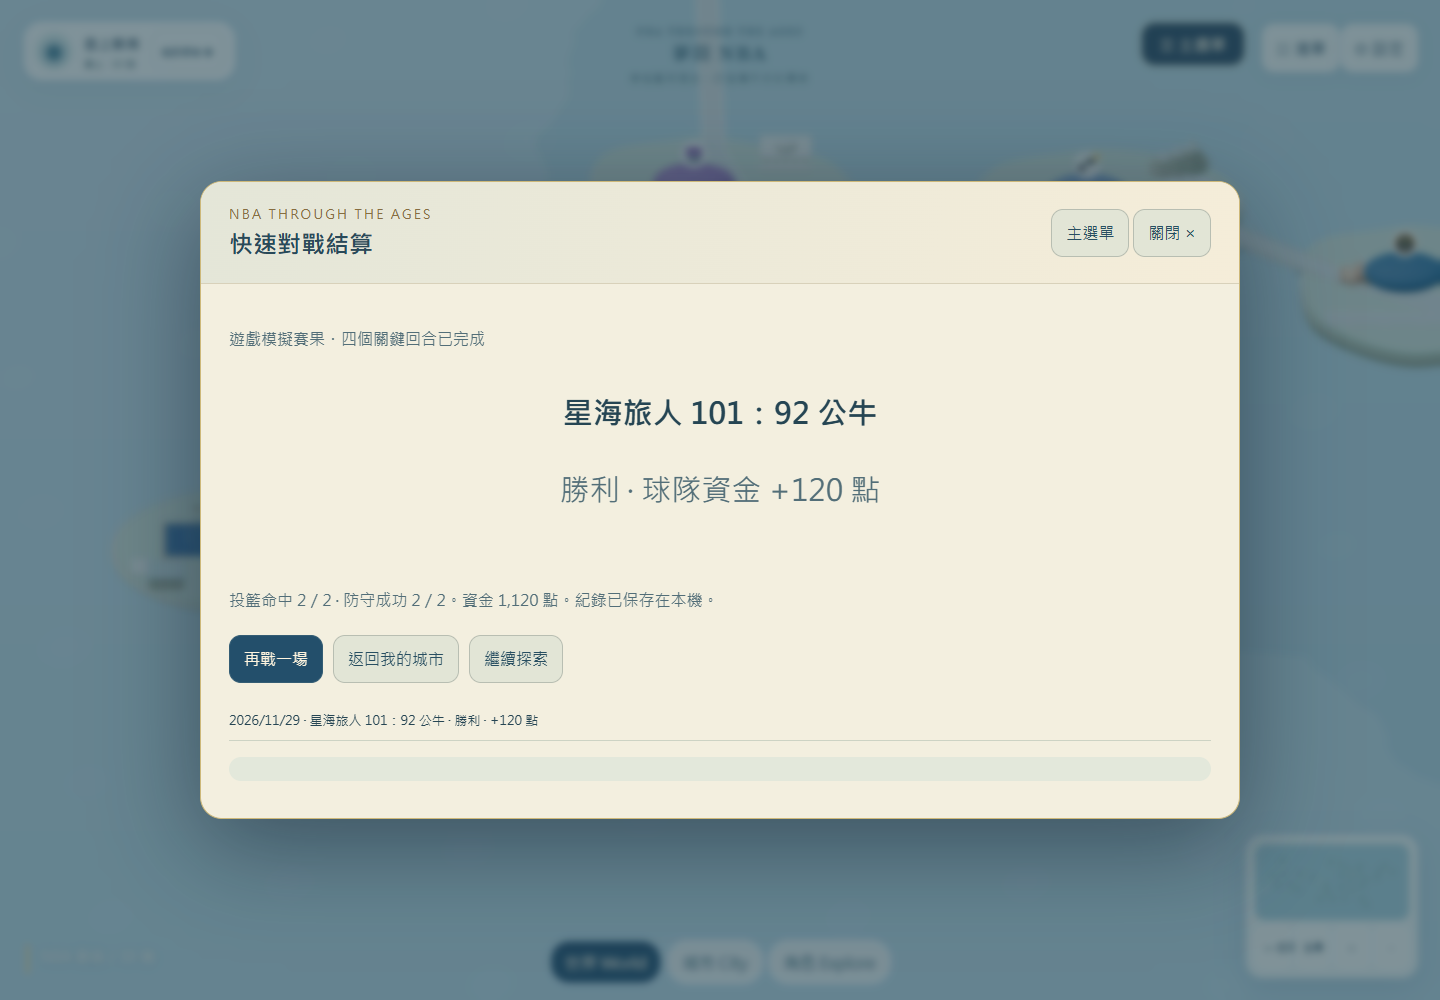 NBA THROUGH THE AGES
快速對戰結算
主選單
關閉 ×
遊戲模擬賽果・四個關鍵回合已完成
星海旅人 101：92 公牛
勝利 · 球隊資金 +120 點
投籃命中 2 / 2 · 防守成功 2 / 2。資金 1,120 點。紀錄已保存在本機。
再戰一場
返回我的城市
繼續探索
2026/11/29 · 星海旅人 101：92 公牛 · 勝利 · +120 點